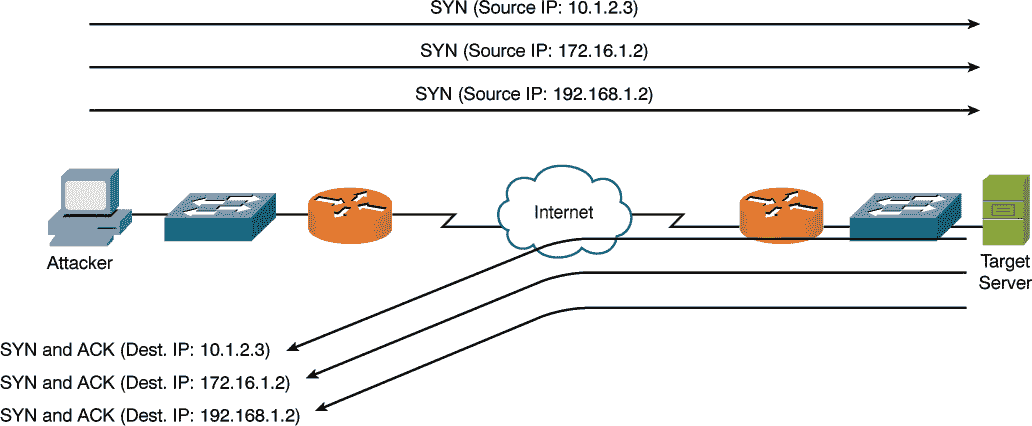 SYN (Source IP: 10.1.2.3)
SYN (Source IP: 172.16.1.2)
SYN (Source IP: 192.168.1.2)
Internet
Attacker
Target
Server
SYN and ACK (Dest. IP: 10.1.2.3)
SYN and ACK (Dest. IP: 172.16.1.2)
SYN and ACK (Dest. IP: 192.168.1.2)